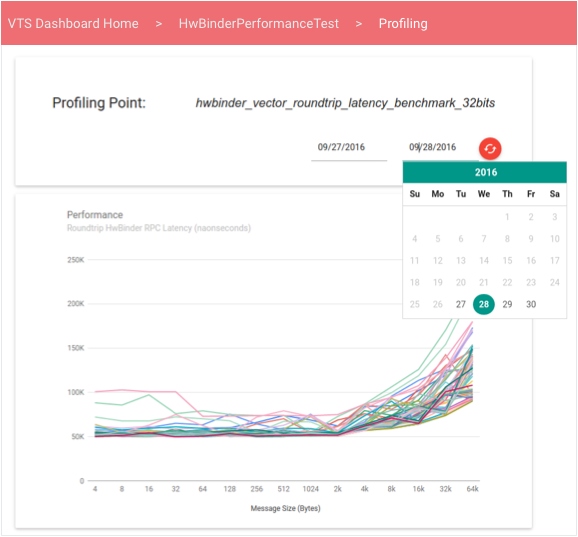 VTS Dashboard Home > HwBinderPerformanceTest > Profiling
Profiling Point: hwbinder_vector_roundtrip_latency_benchmark_32bits
09/27/2016 09/28/2016
2016
Su Mo Tu We Th Fr Sa
1 2 3
4 5 6 7 8 9 10
11 12 13 14 15 16 17
18 19 20 21 22 23 24
25 26 27 28 29 30
Performance
Roundtrip HwBinder RPC Latency (naonseconds)
250K
200K
150K
100K
50K
0
4 8 16 32 64 128 256 512 1024 2k 4k 8k 16k 32k 64k
Message Size (Bytes)